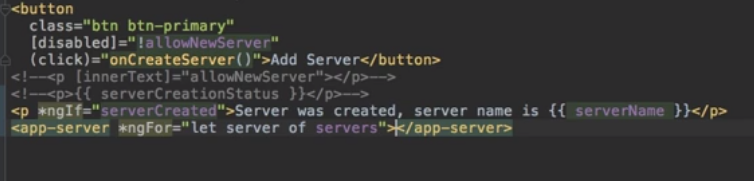 <button
class="btn btn-primary"
[disabled]="!allowNewServer"
(click)="onCreateServer()">Add Server</button>
<!--<p [innerText]="allowNewServer"></p>-->
<!--<p>{{ serverCreationStatus }}</p>-->
<p *ngIf="serverCreated">Server was created, server name is {{ serverName }}</p>
<app-server *ngFor="let server of servers"></app-server>